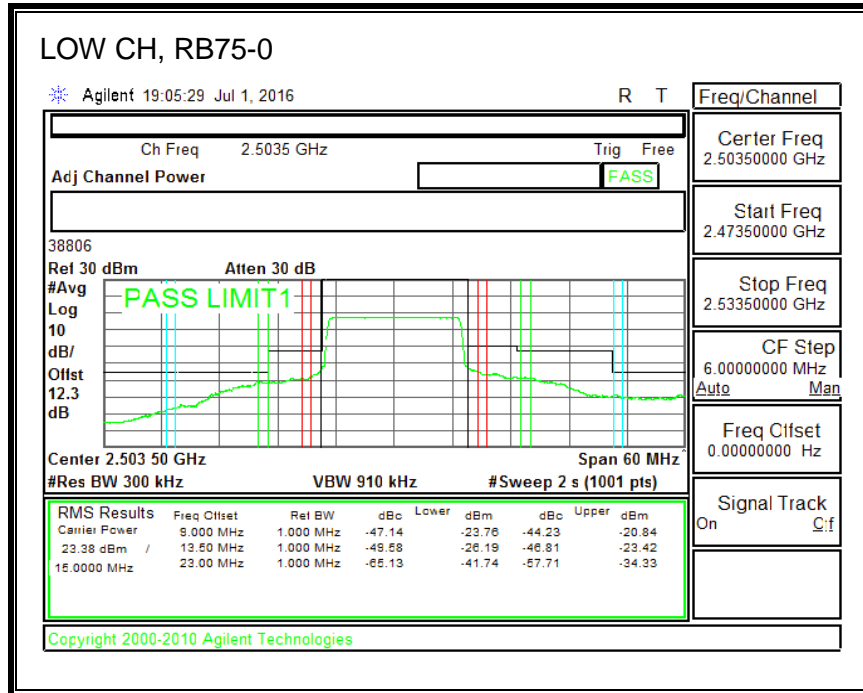 LOW CH, RB75-0
Agilent 19:05:29 Jul 1, 2016 R T
Freq/Channel
Ch Freq 2.5035 GHz Trig Free
Adj Channel Power PASS
Center Freq
2.50350000 GHz
Start Freq
2.47350000 GHz
Stop Freq
2.53350000 GHz
CF Step
6.00000000 MHz
Auto Man
Freq Offset
0.00000000 Hz
Signal Track
On Off
38806
Ref 30 dBm Atten 30 dB
#Avg
Log
10
dB/
Offst
12.3
dB
PASS LIMIT1
Center 2.503 50 GHz Span 60 MHz
#Res BW 300 kHz VBW 910 kHz #Sweep 2 s (1001 pts)
RMS Results Freq Offset Ref BW dBc Lower dBm dBc Upper dBm
Carrier Power 9.000 MHz 1.000 MHz -47.14 -23.76 -44.23 -20.84
23.38 dBm / 13.50 MHz 1.000 MHz -49.58 -26.19 -46.81 -23.42
15.0000 MHz 23.00 MHz 1.000 MHz -65.13 -41.74 -57.71 -34.33
Copyright 2000-2010 Agilent Technologies